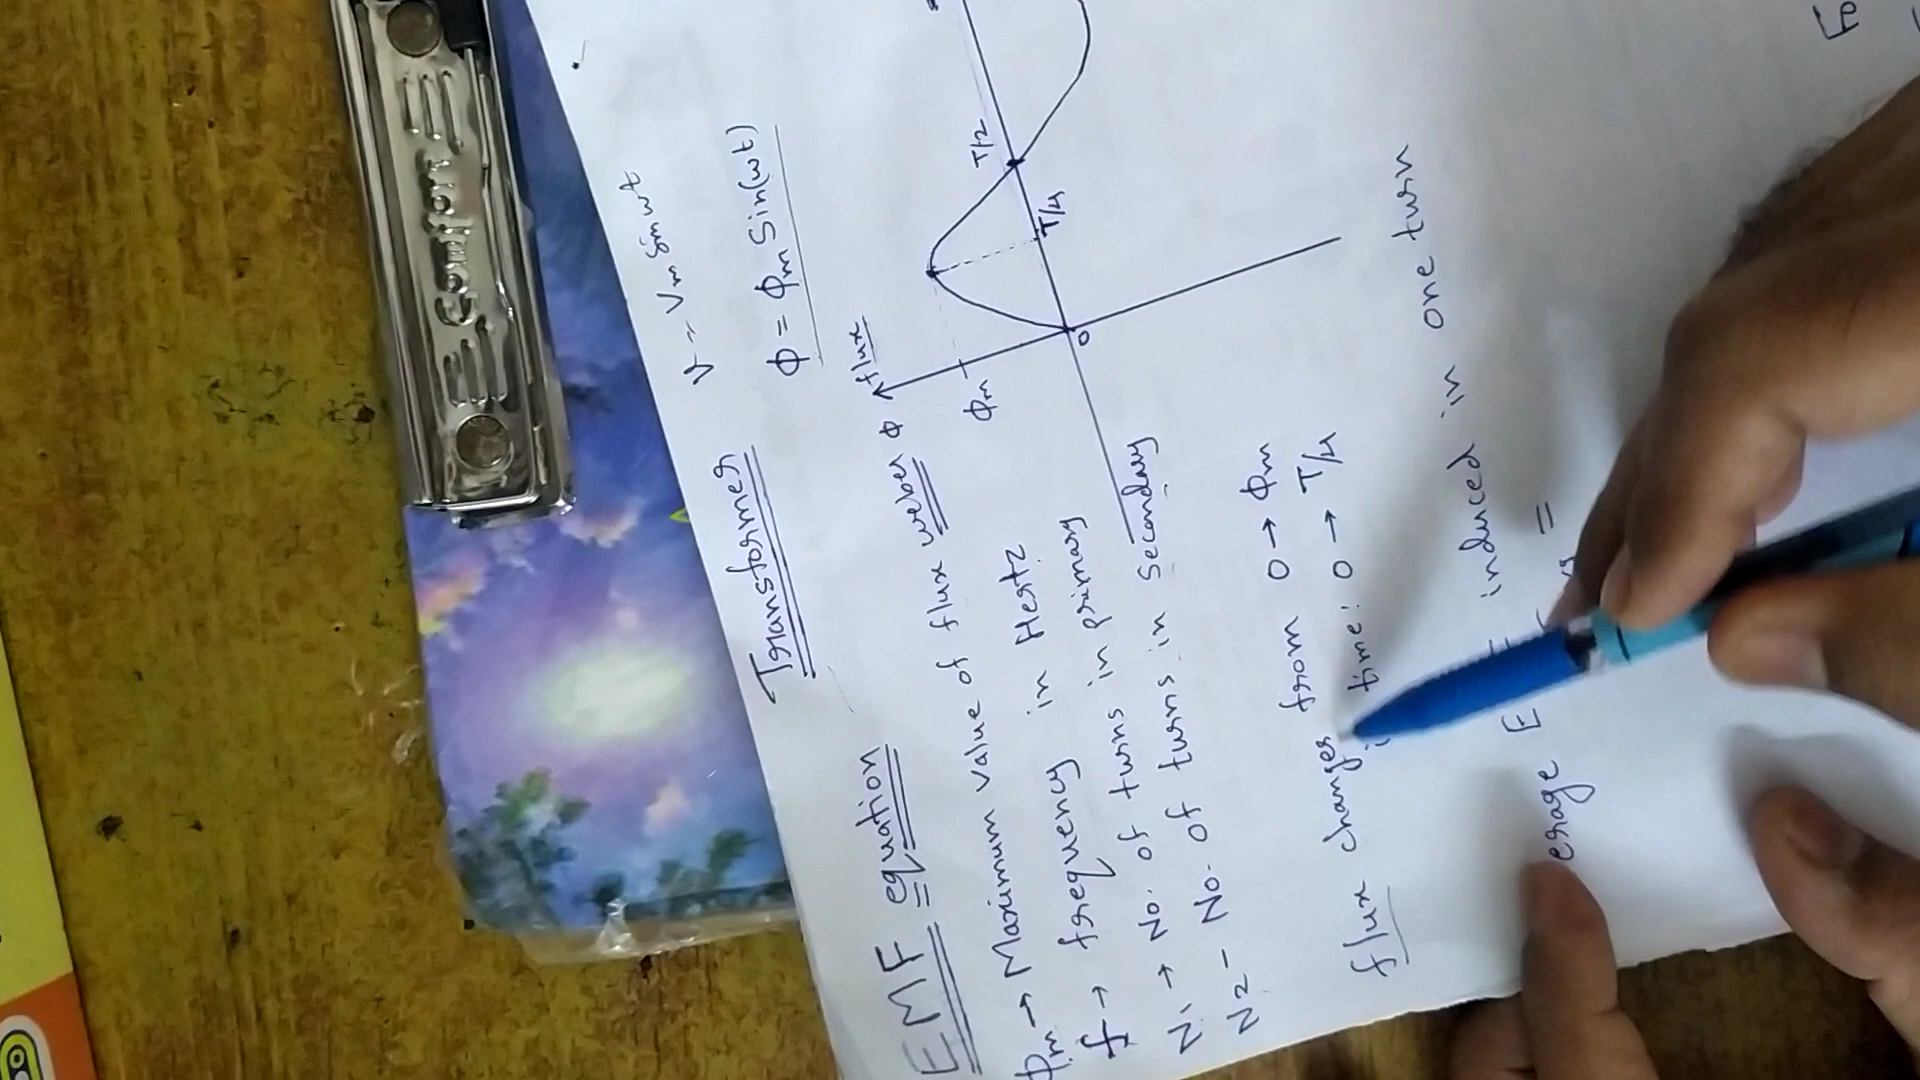 Comfort
V = Vm Sin wt
Transformer
ϕ = ϕm Sin(wt)
EMF equation
ϕ flux
ϕm
T/4
T/2
0
ϕm → Maximum value of flux weber
f → frequency in Hertz
N1 → No. of turns in primary
N2 - No. of turns in secondary
flux changes from 0 → ϕm
time: 0 → T/4
induced in one turn
=